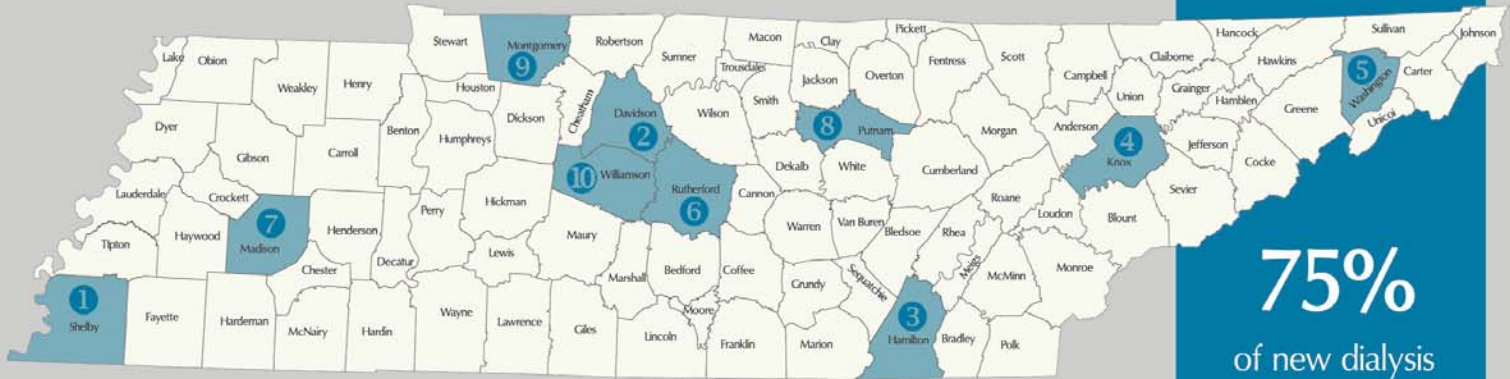 Lake
Obion
Weakley
Henry
Stewart
Montgomery
9
Robertson
Sumner
Macon
Trousdale
Clay
Pickett
Jackson
Overton
Fentress
Scott
Campbell
Claiborne
Hancock
Hawkins
Sullivan
Johnson
Union
Grainger
Hamblen
Greene
5
Washington
Carter
Unicoi
Dyer
Gibson
Carroll
Benton
Houston
Humphreys
Dickson
Cheatham
Davidson
2
Wilson
Smith
8
Putnam
Dekalb
White
Cumberland
Morgan
Anderson
4
Knox
Jefferson
Cocke
Sevier
Lauderdale
Crockett
Tipton
Haywood
7
Madison
Henderson
Chester
Decatur
Perry
Hickman
Lewis
10
Williamson
Rutherford
6
Maury
Cannon
Warren
Van Buren
Bledsoe
Rhea
Roane
Loudon
Blount
Meigs
McMinn
Monroe
1
Shelby
Fayette
Hardeman
McNairy
Hardin
Wayne
Lawrence
Giles
Marshall
Bedford
Coffee
Moore
Lincoln
Franklin
Grundy
Sequatchie
Marion
3
Hamilton
Bradley
Polk
75%
of new dialysis